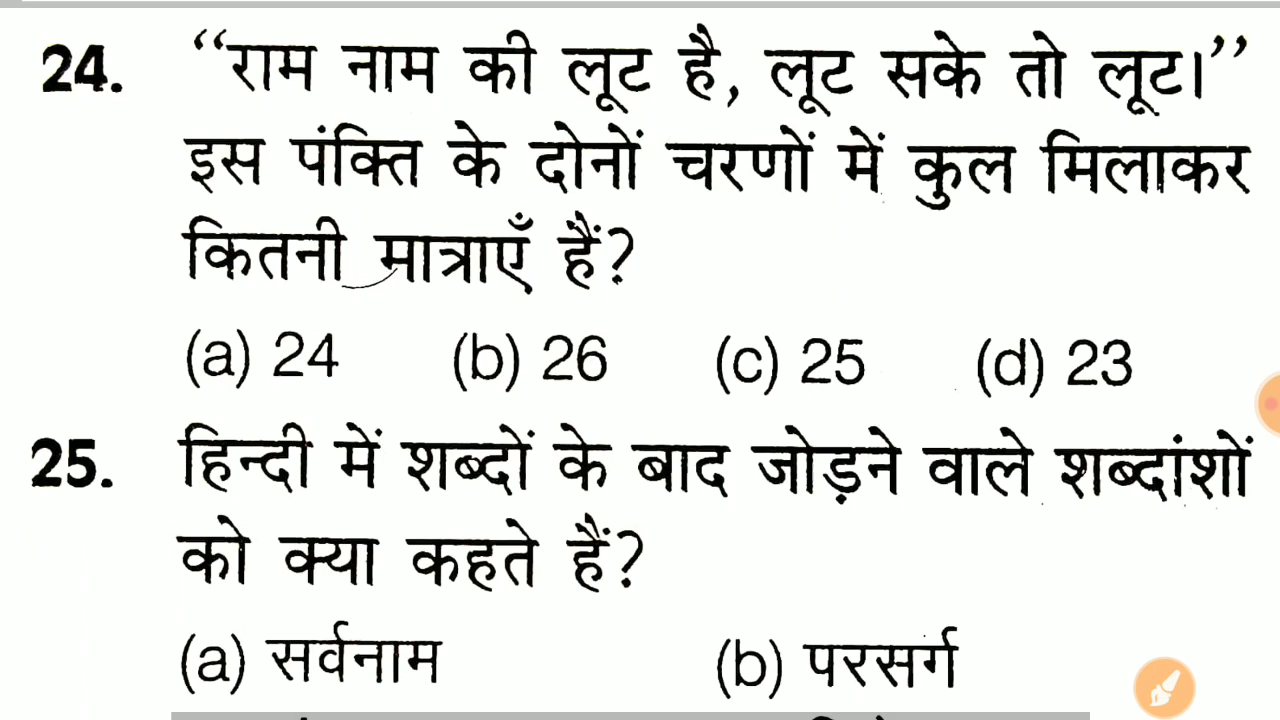 24. “राम नाम की लूट है, लूट सके तो लूट।”
इस पंक्ति के दोनों चरणों में कुल मिलाकर
कितनी मात्राएँ हैं?
(a) 24 (b) 26 (c) 25 (d) 23
25. हिन्दी में शब्दों के बाद जोड़ने वाले शब्दांशों
को क्या कहते हैं?
(a) सर्वनाम (b) परसर्ग